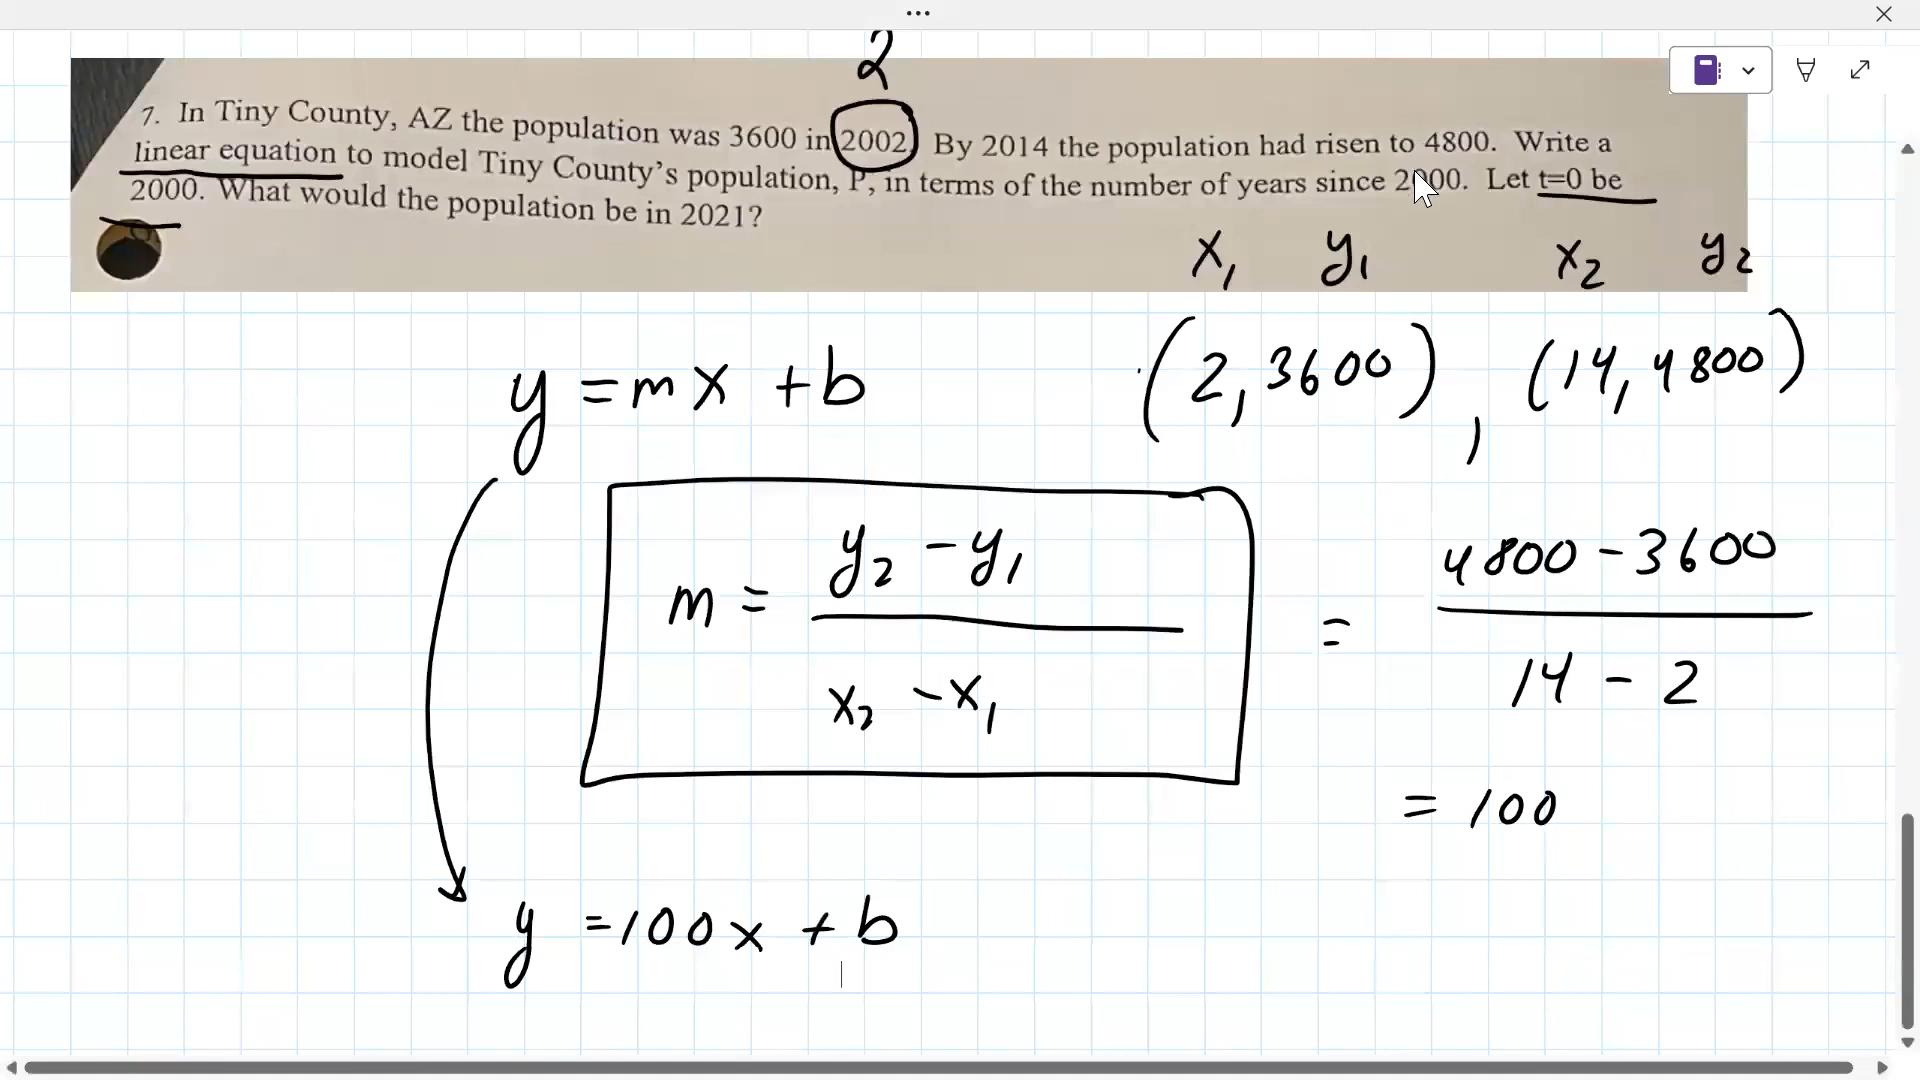 2
7. In Tiny County, AZ the population was 3600 in 2002. By 2014 the population had risen to 4800. Write a
linear equation to model Tiny County's population, P, in terms of the number of years since 2000. Let t=0 be
2000. What would the population be in 2021?
x₁ y₁ x₂ y₂
(2, 3600), (14, 4800)
y = mx + b
m = (y₂ - y₁)/(x₂ - x₁) = (4800 - 3600)/(14 - 2)
= 100
y = 100x + b